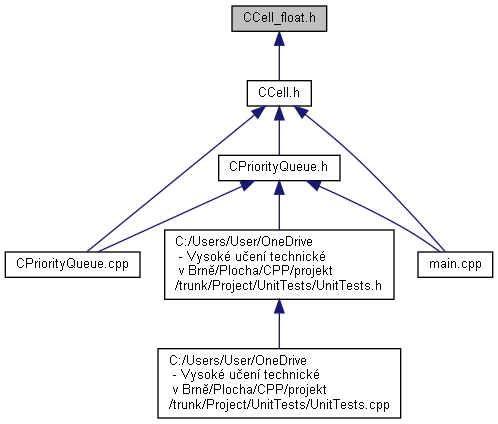 CCell_float.h
CCell.h
CPriorityQueue.h
CPriorityQueue.cpp
C:/Users/User/OneDrive
- Vysoké učení technické
v Brně/Plocha/CPP/projekt
/trunk/Project/UnitTests/UnitTests.h
main.cpp
C:/Users/User/OneDrive
- Vysoké učení technické
v Brně/Plocha/CPP/projekt
/trunk/Project/UnitTests/UnitTests.cpp